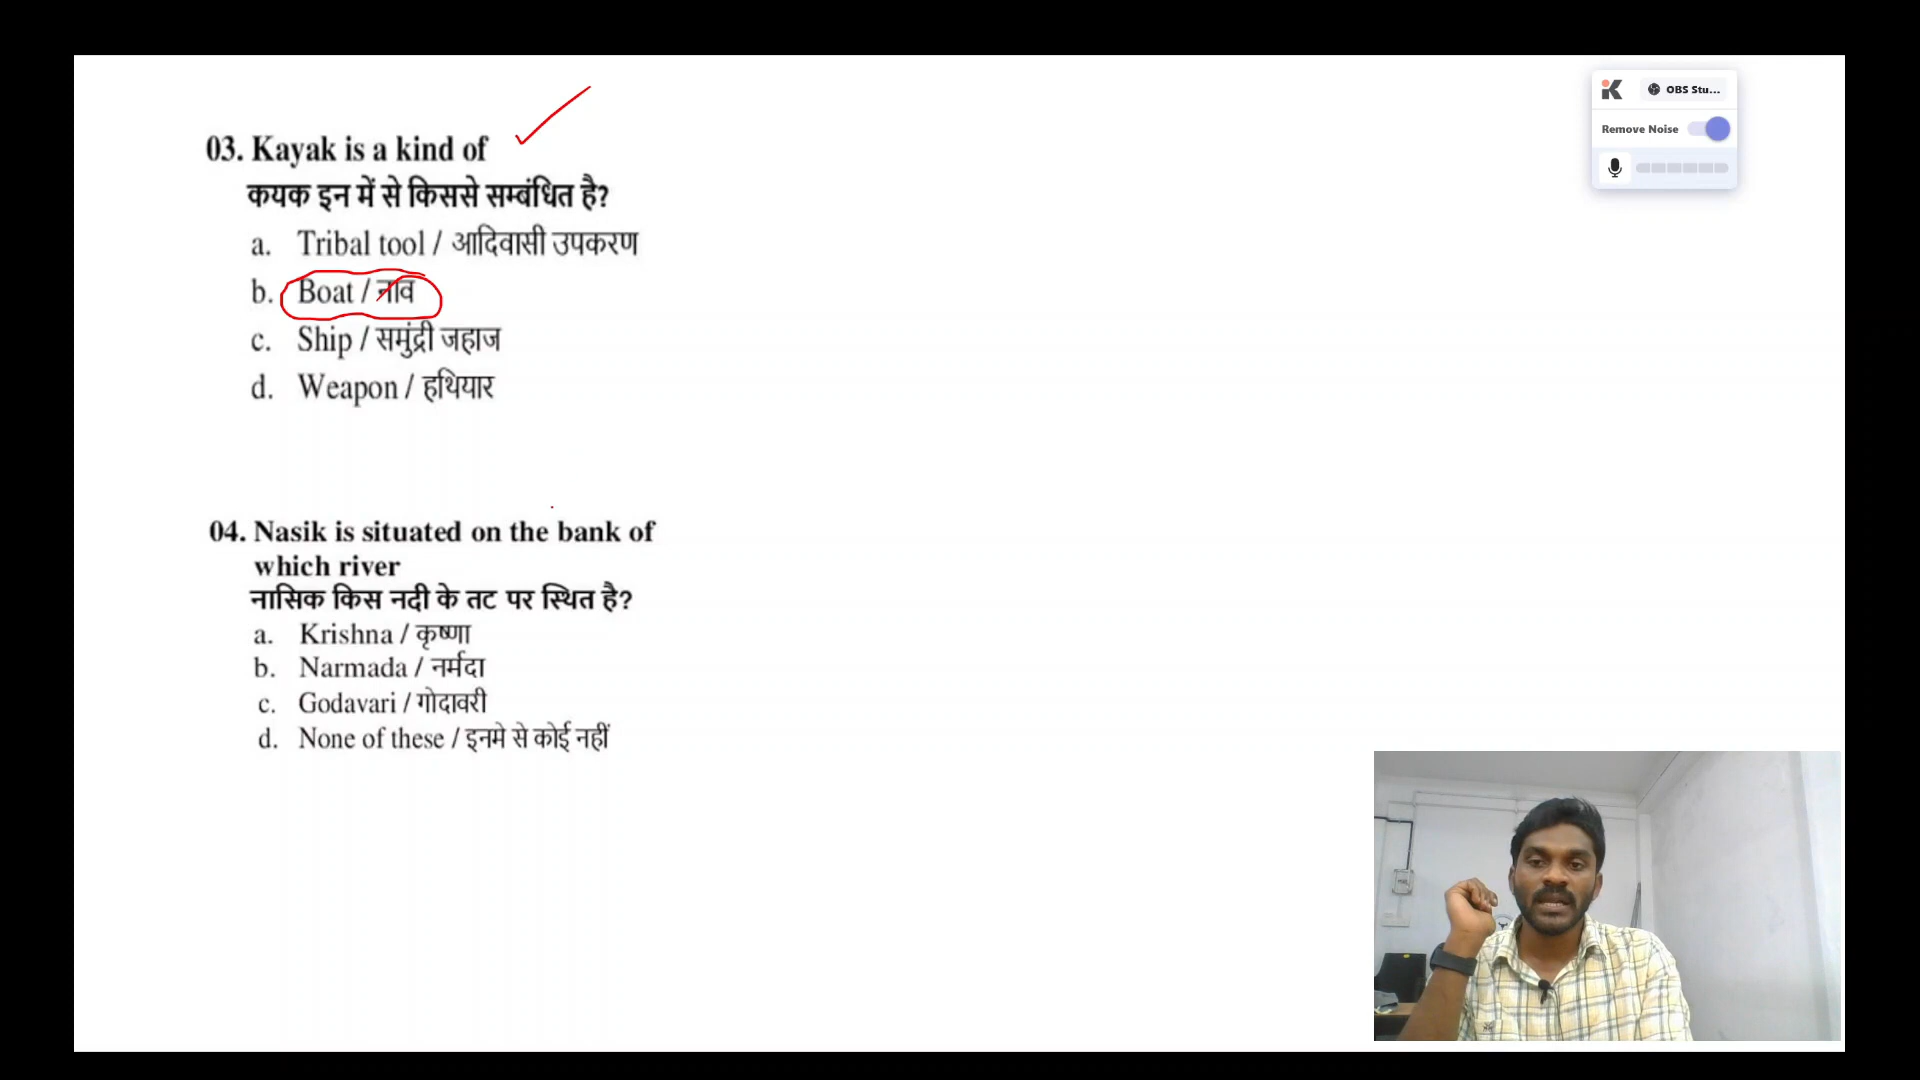 03. Kayak is a kind of
कयक इन में से किससे सम्बंधित है?
a. Tribal tool / आदिवासी उपकरण
b. Boat / नाव
c. Ship / समुंद्री जहाज
d. Weapon / हथियार
04. Nasik is situated on the bank of
which river
नासिक किस नदी के तट पर स्थित है?
a. Krishna / कृष्णा
b. Narmada / नर्मदा
c. Godavari / गोदावरी
d. None of these / इनमे से कोई नहीं
OBS Stu...
Remove Noise